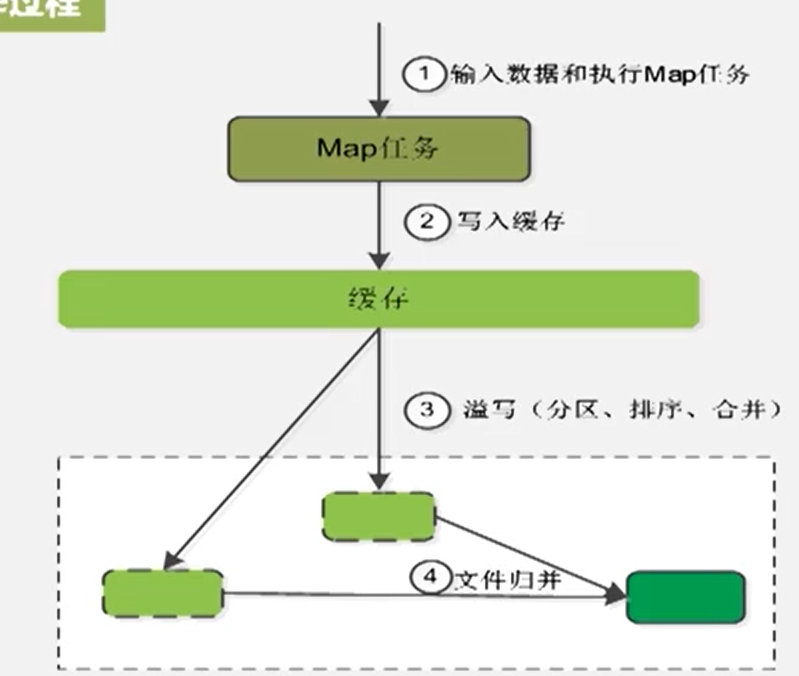 过程
① 输入数据和执行Map任务
Map任务
② 写入缓存
缓存
③ 溢写（分区、排序、合并）
④ 文件归并